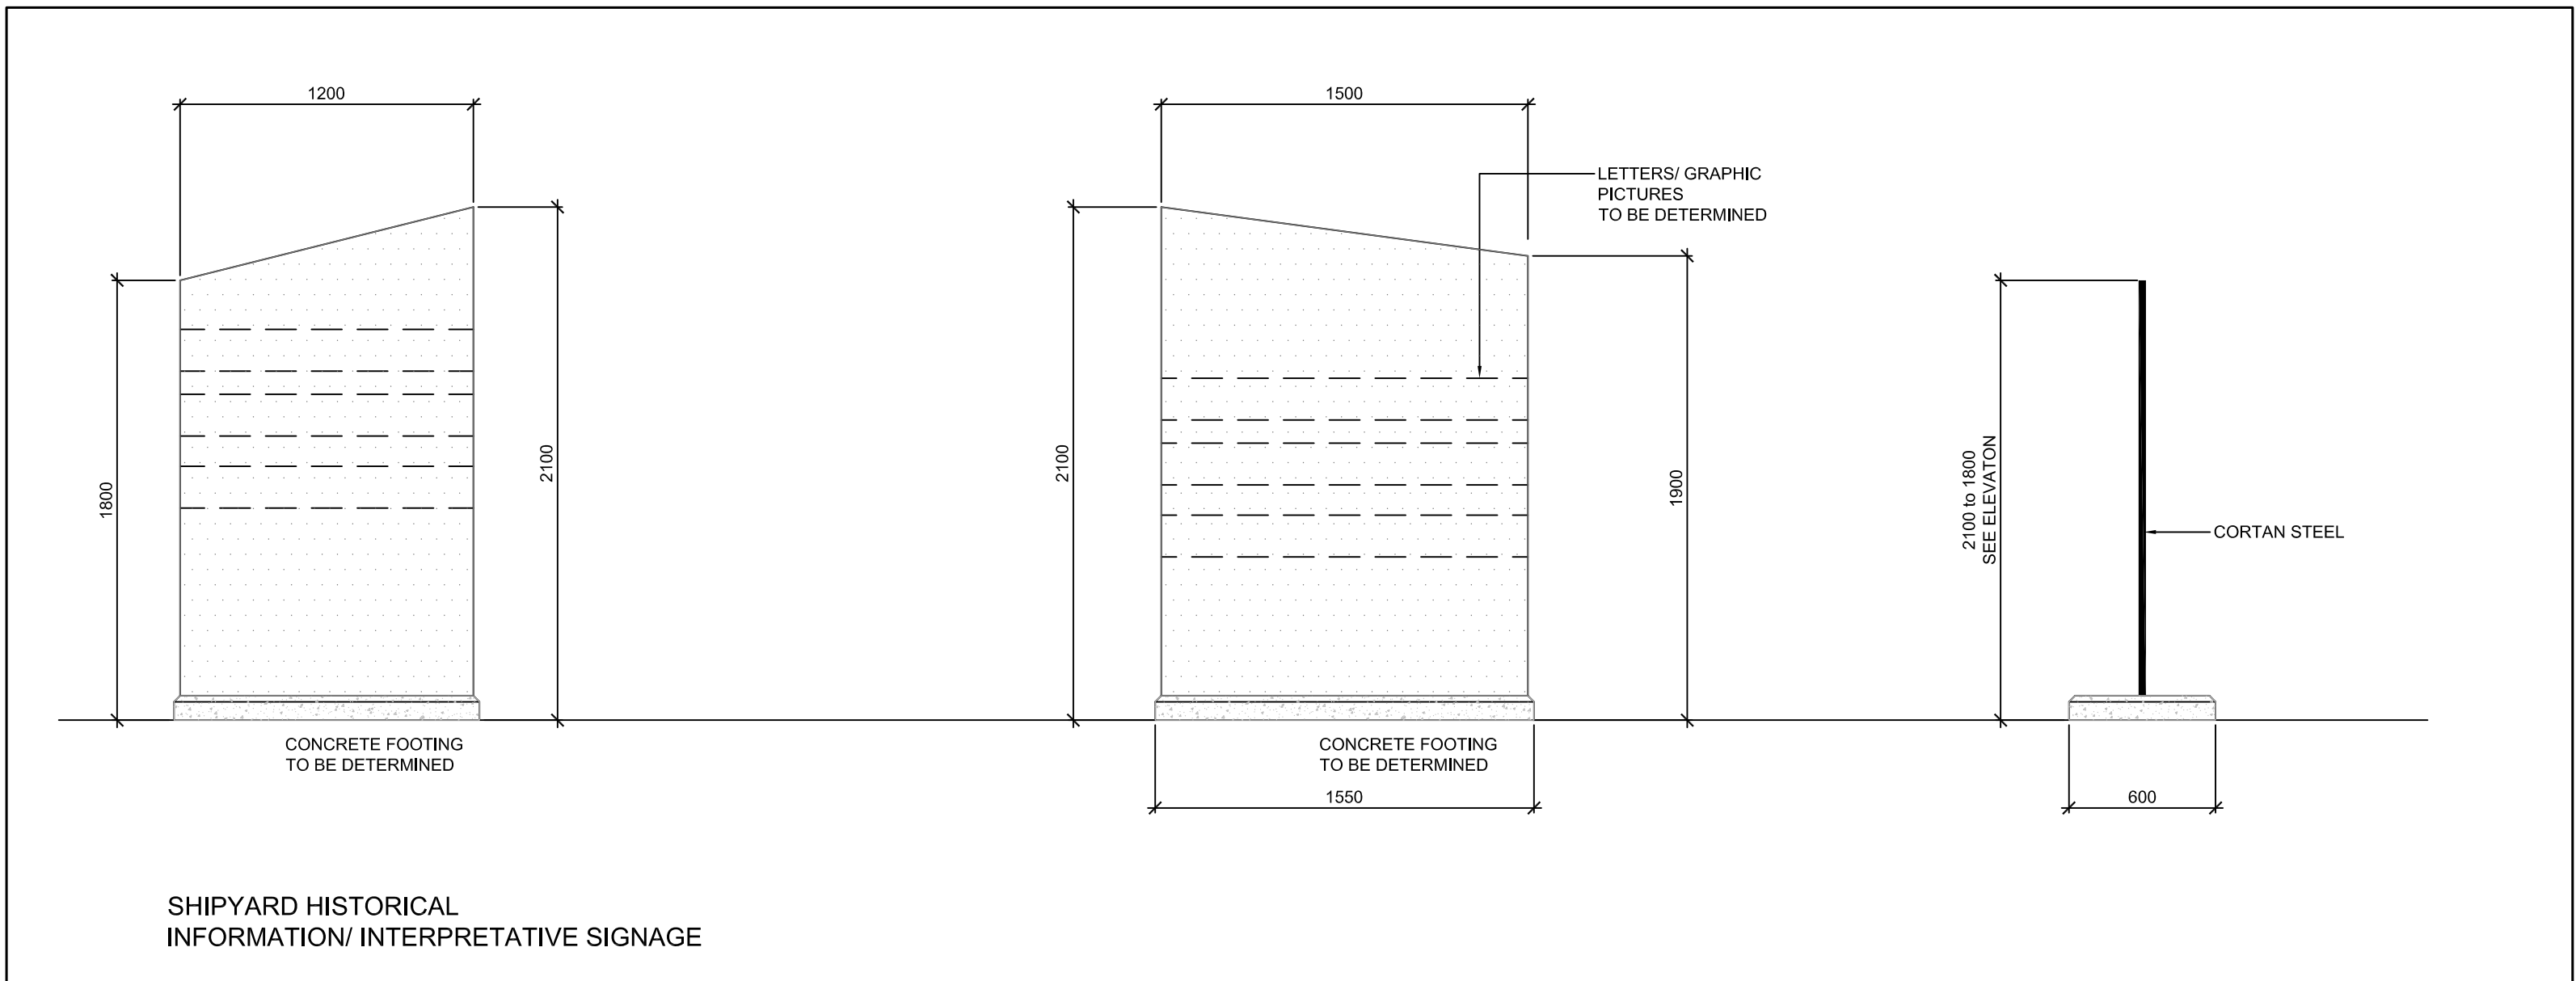 1200
1800
2100
CONCRETE FOOTING
TO BE DETERMINED
1500
LETTERS/ GRAPHIC
PICTURES
TO BE DETERMINED
2100
1900
CONCRETE FOOTING
TO BE DETERMINED
1550
2100 to 1800
SEE ELEVATON
CORTAN STEEL
600
SHIPYARD HISTORICAL
INFORMATION/ INTERPRETATIVE SIGNAGE